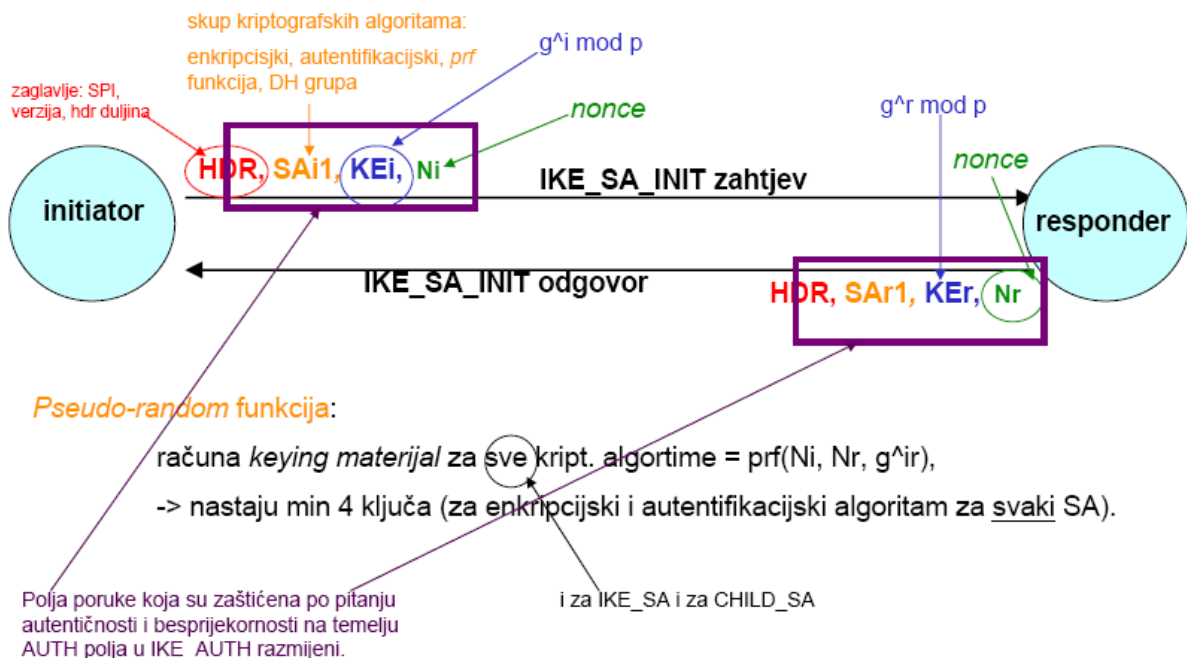 skup kriptografskih algoritama:
enkripcisjki, autentifikacijski, prf
funkcija, DH grupa
g^i mod p
zaglavlje: SPI,
verzija, hdr duljina
nonce
g^r mod p
nonce
HDR, SAi1, KEi, Ni
IKE_SA_INIT zahtjev
initiator
responder
IKE_SA_INIT odgovor
HDR, SAr1, KEr, Nr
Pseudo-random funkcija:
računa keying materijal za sve kript. algortime = prf(Ni, Nr, g^ir),
-> nastaju min 4 ključa (za enkripcijski i autentifikacijski algoritam za svaki SA).
Polja poruke koja su zaštićena po pitanju
autentičnosti i besprijekornosti na temelju
AUTH polja u IKE_AUTH razmijeni.
i za IKE_SA i za CHILD_SA